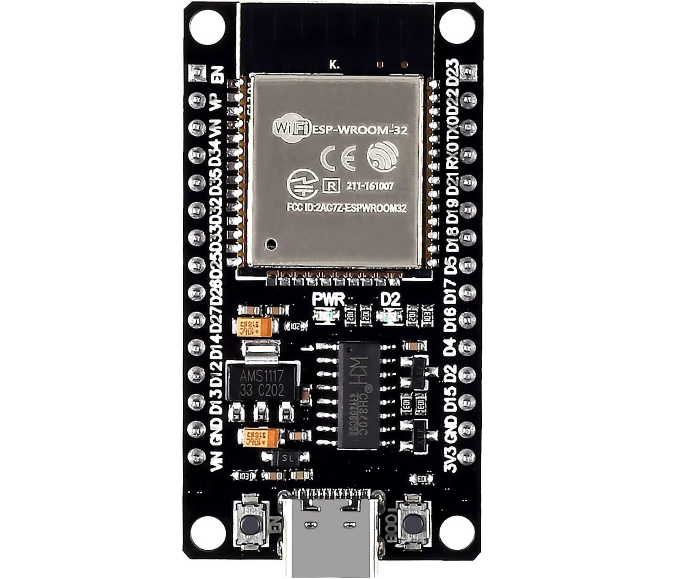 K.
WiFi ESP-WROOM-32
CE
R 211-161007
FCC ID:2AC7Z-ESPWROOM32
EN
VP
VN
D34
D35
D32
D33
D25
D26
D27
D14
D12
D13
GND
VIN
D23
D22
TX0
RX0
D21
D19
D18
D5
D17
D16
D4
D2
D15
GND
3V3
PWR
D2
AMS1117
33 C202
CH340C
SL
EN
BOOT